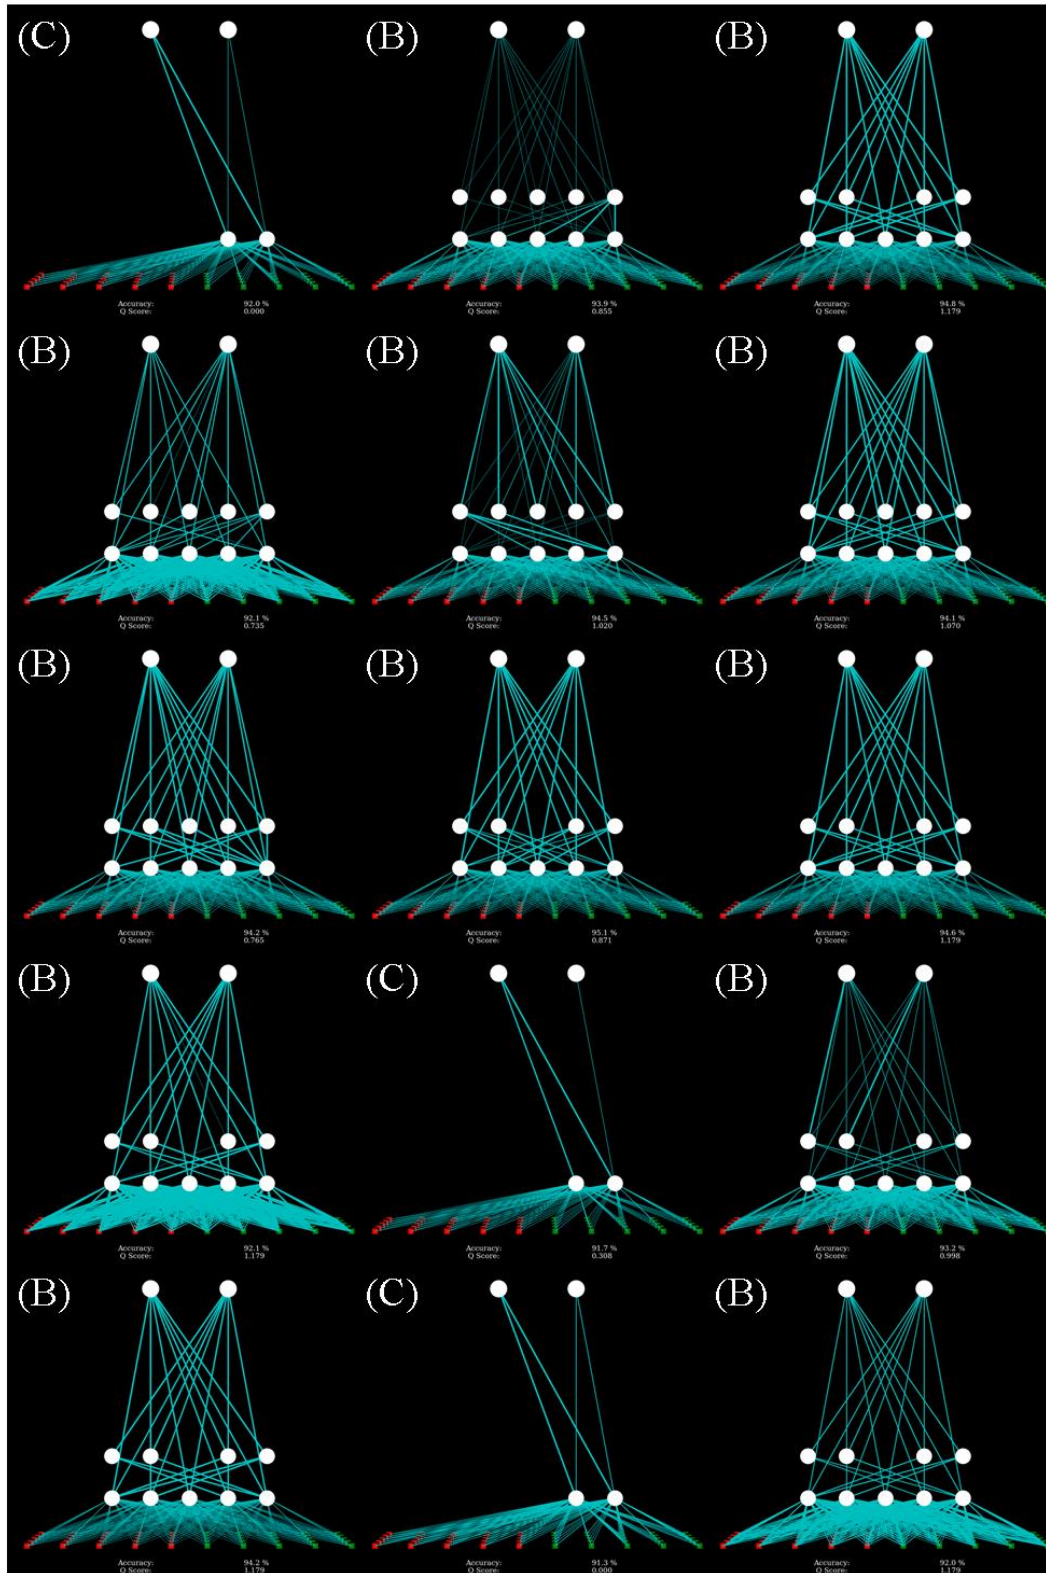 (C) (B) (B)
Accuracy: 92.0 % Accuracy: 93.9 % Accuracy: 94.8 %
Q Score: 0.000 Q Score: 0.855 Q Score: 1.179
(B) (B) (B)
Accuracy: 92.1 % Accuracy: 94.5 % Accuracy: 94.1 %
Q Score: 0.735 Q Score: 1.020 Q Score: 1.070
(B) (B) (B)
Accuracy: 94.2 % Accuracy: 95.1 % Accuracy: 94.6 %
Q Score: 0.765 Q Score: 0.871 Q Score: 1.179
(B) (C) (B)
Accuracy: 92.1 % Accuracy: 91.7 % Accuracy: 93.2 %
Q Score: 1.179 Q Score: 0.308 Q Score: 0.998
(B) (C) (B)
Accuracy: 94.2 % Accuracy: 91.3 % Accuracy: 92.0 %
Q Score: 1.179 Q Score: 0.000 Q Score: 1.179